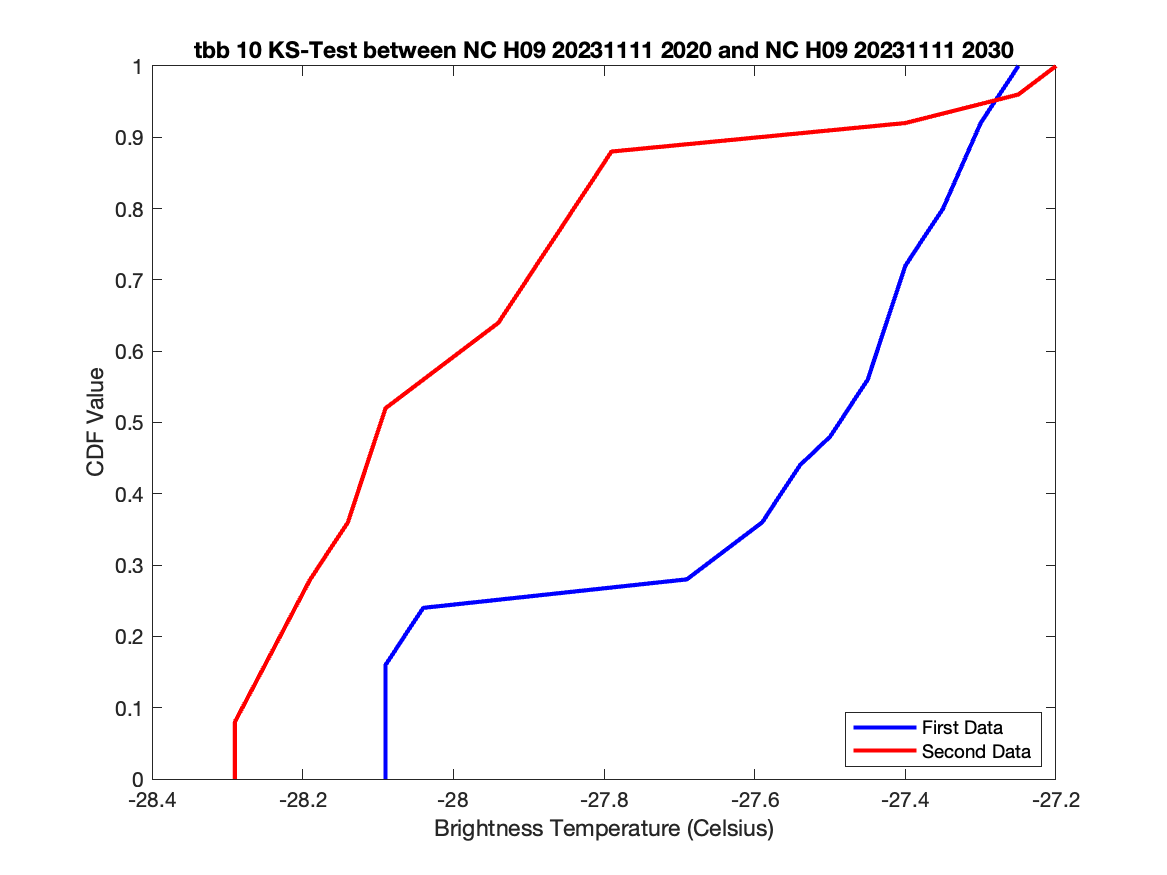 tbb 10 KS-Test between NC H09 20231111 2020 and NC H09 20231111 2030
1
0.9
0.8
0.7
0.6
0.5
0.4
0.3
0.2
0.1
0
CDF Value
First Data
Second Data
-28.4 -28.2 -28 -27.8 -27.6 -27.4 -27.2
Brightness Temperature (Celsius)